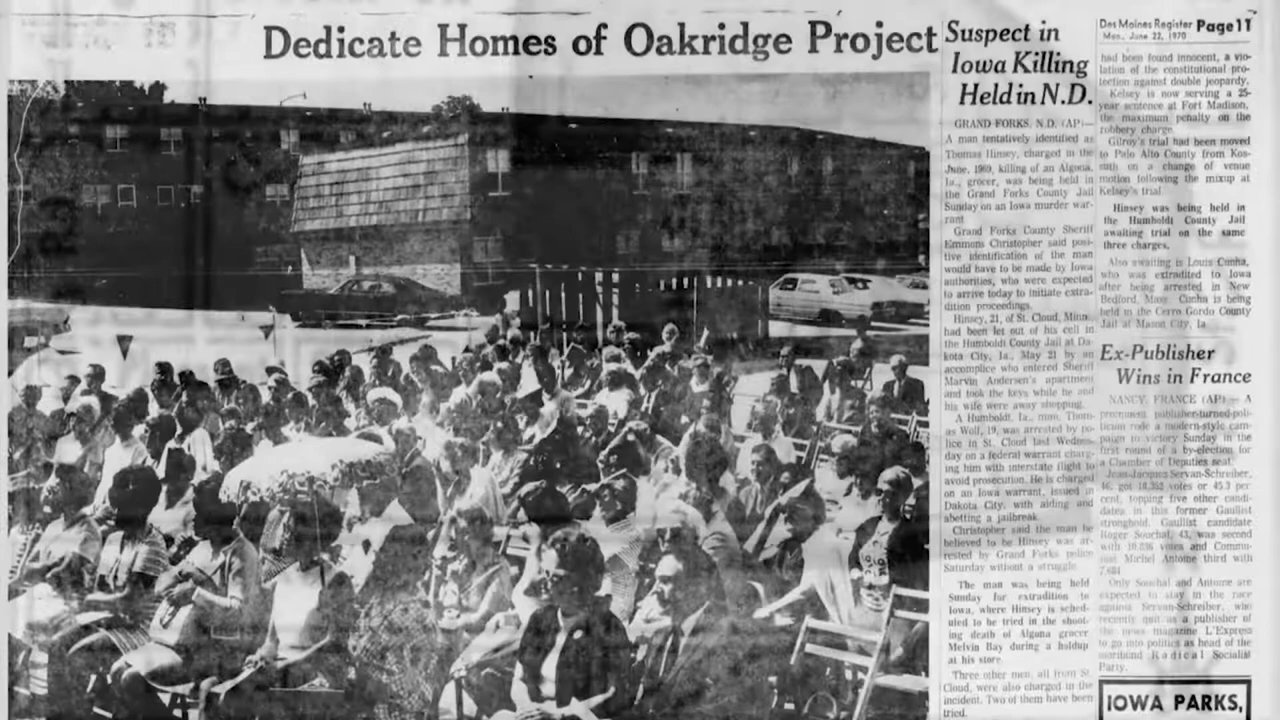 Dedicate Homes of Oakridge Project
Suspect in
Iowa Killing
Held in N.D.
GRAND FORKS, N.D. (AP)—
A man tentatively identified as
Thomas Hinsey, charged in the
June, 1969, killing of an Algona,
Ia., grocer, was being held in
the Grand Forks County Jail
Sunday on an Iowa murder war-
rant.
Grand Forks County Sheriff
Emmons Christopher said posi-
tive identification of the man
would have to be made by Iowa
authorities, who were expected
to arrive today to initiate extra-
dition proceedings.
Hinsey, 21, of St. Cloud, Minn.,
had been let out of his cell in
the Humboldt County Jail at Da-
kota City, Ia., May 21 by an
accomplice who entered Sheriff
Marvin Andersen's apartment
and took the keys while he and
his wife were away shopping.
A Humboldt, Ia., man, Thom-
as Wolf, 19, was arrested by po-
lice in St. Cloud last Wednes-
day on a federal warrant charg-
ing him with interstate flight to
avoid prosecution. He is charged
on an Iowa warrant, issued in
Dakota City, with aiding and
abetting a jailbreak.
Christopher said the man he
believed to be Hinsey was ar-
rested by Grand Forks police
Saturday without a struggle.
The man was being held
Sunday for extradition to
Iowa, where Hinsey is sched-
uled to be tried in the shoot-
ing death of Algona grocer
Melvin Bay during a holdup
at his store.
Three other men, all from St.
Cloud, were also charged in the
incident. Two of them have been
tried.
Des Moines Register Page 11
Mon., June 22, 1970
had been found innocent, a vio-
lation of the constitutional pro-
tection against double jeopardy.
Kelsey is now serving a 25-
year sentence at Fort Madison,
the maximum penalty on the
robbery charge.
Gilroy's trial had been moved
to Palo Alto County from Kos-
suth on a change of venue
motion following the mixup at
Kelsey's trial.
Hinsey was being held in
the Humboldt County Jail
awaiting trial on the same
three charges.
Also awaiting is Louis Cunha,
who was extradited to Iowa
after being arrested in New
Bedford, Mass. Cunha is being
held in the Cerro Gordo County
Jail at Mason City, Ia.
Ex-Publisher
Wins in France
NANCY, FRANCE (AP) — A
prominent publisher-turned-poli-
tician rode a modern-style cam-
paign to victory Sunday in the
first round of a by-election for
a Chamber of Deputies seat.
Jean-Jacques Servan-Schreiber,
46, got votes or 45.3 per
cent, topping five other candi-
dates in this former Gaullist
stronghold. Gaullist candidate
Roger Souchal, 43, was second
with votes and Commu-
nist Antoine third with
Only Souchal and Antoine are
expected to stay in the race
against Servan-Schreiber, who
recently quit as a publisher of
the news magazine L'Express
to go into politics as head of the
moribund Radical Socialist
Party.
IOWA PARKS,